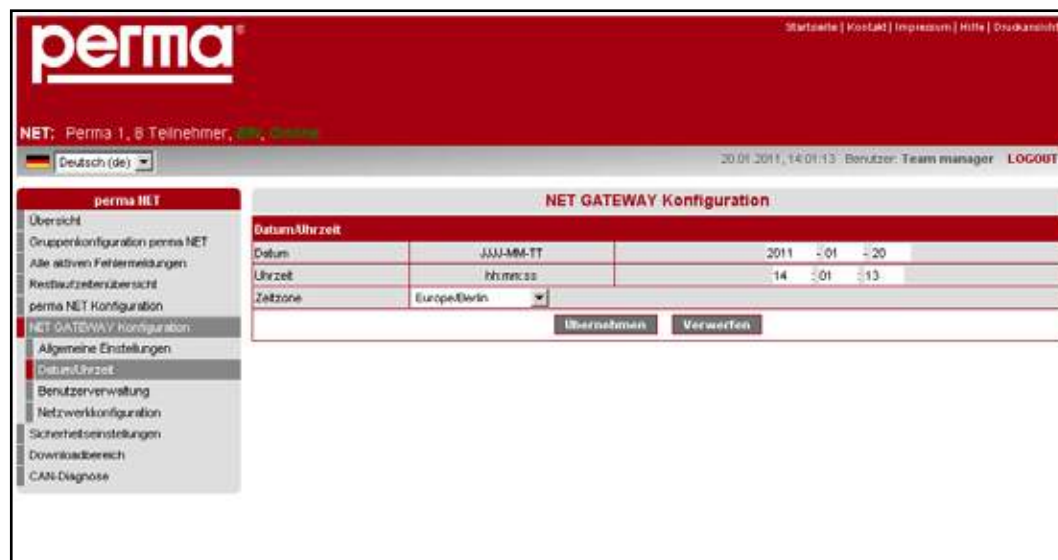 perma®
Startseite | Kontakt | Impressum | Hilfe | Druckansicht
NET: Perma 1, 8 Teilnehmer, EIN, Online
Deutsch (de)
20.01.2011, 14:01:13 Benutzer: Team manager LOGOUT
perma NET
Übersicht
Gruppenkonfiguration perma NET
Alle aktiven Fehlermeldungen
Restlaufzeitenübersicht
perma NET Konfiguration
NET GATEWAY Konfiguration
Allgemeine Einstellungen
Datum/Uhrzeit
Benutzerverwaltung
Netzwerkkonfiguration
Sicherheitseinstellungen
Downloadbereich
CAN-Diagnose
NET GATEWAY Konfiguration
Datum/Uhrzeit
Datum JJJJ-MM-TT 2011 - 01 - 20
Uhrzeit hh:mm:ss 14 : 01 : 13
Zeitzone Europe/Berlin
Übernehmen Verwerfen